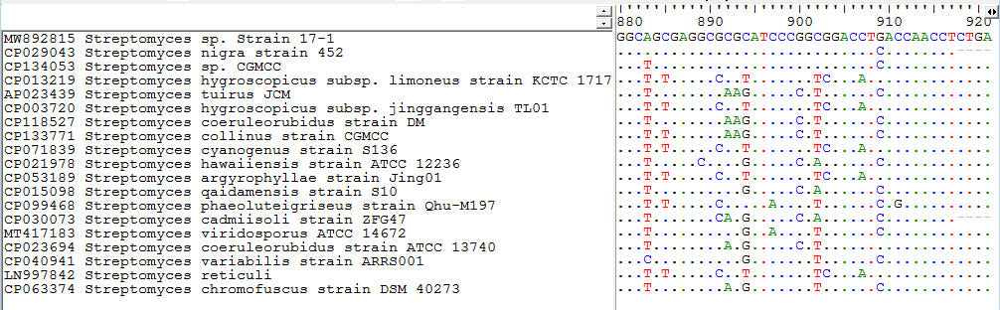 880 890 900 910 920
MW892815 Streptomyces sp. Strain 17-1 GGCAGCGAGGCGCGCATCCCGGCGGACCTGACCAACCTCTGA
CP029043 Streptomyces nigra strain 452 .............................C........----
CP134053 Streptomyces sp. CGMCC ...T.........................C............
CP013219 Streptomyces hygroscopicus subsp. limoneus strain KCTC 1717 ...T.T.....C..T.......TC...A..............
AP023439 Streptomyces tuirus JCM ...T........AAG.....C.T......C............
CP003720 Streptomyces hygroscopicus subsp. jinggangensis TL01 ...T.T.....C..T.......TC...A..............
CP118527 Streptomyces coeruleorubidus strain DM ...T........AAG.....C.T......C............
CP133771 Streptomyces collinus strain CGMCC ...T.T......AAG.....C.T......C............
CP071839 Streptomyces cyanogenus strain S136 ...T.T.....C..T.......TC...A..............
CP021978 Streptomyces hawaiiensis strain ATCC 12236 ...T.....C....G.....C.A......C............
CP053189 Streptomyces argyrophyllae strain Jing01 ...T.T.....C..T.......TC...A..............
CP015098 Streptomyces qaidamensis strain S10 ...T..........G.....C.A......C............
CP099468 Streptomyces phaeoluteigriseus strain Qhu-M197 ...T.T.....C.....A....T......C.G..........
CP030073 Streptomyces cadmiisoli strain ZFG47 ...T.......CA.G.....C.A......C........----
MT417183 Streptomyces viridosporus ATCC 14672 ...T..........G..A....T......C............
CP023694 Streptomyces coeruleorubidus strain ATCC 13740 ...T........A.G.....C.T......C............
CP040941 Streptomyces variabilis strain ARRS001 ...C..........G.......T......C............
LN997842 Streptomyces reticuli ...T.T.....C..T.......TC...A..............
CP063374 Streptomyces chromofuscus strain DSM 40273 ...T........A.G.......T......C............